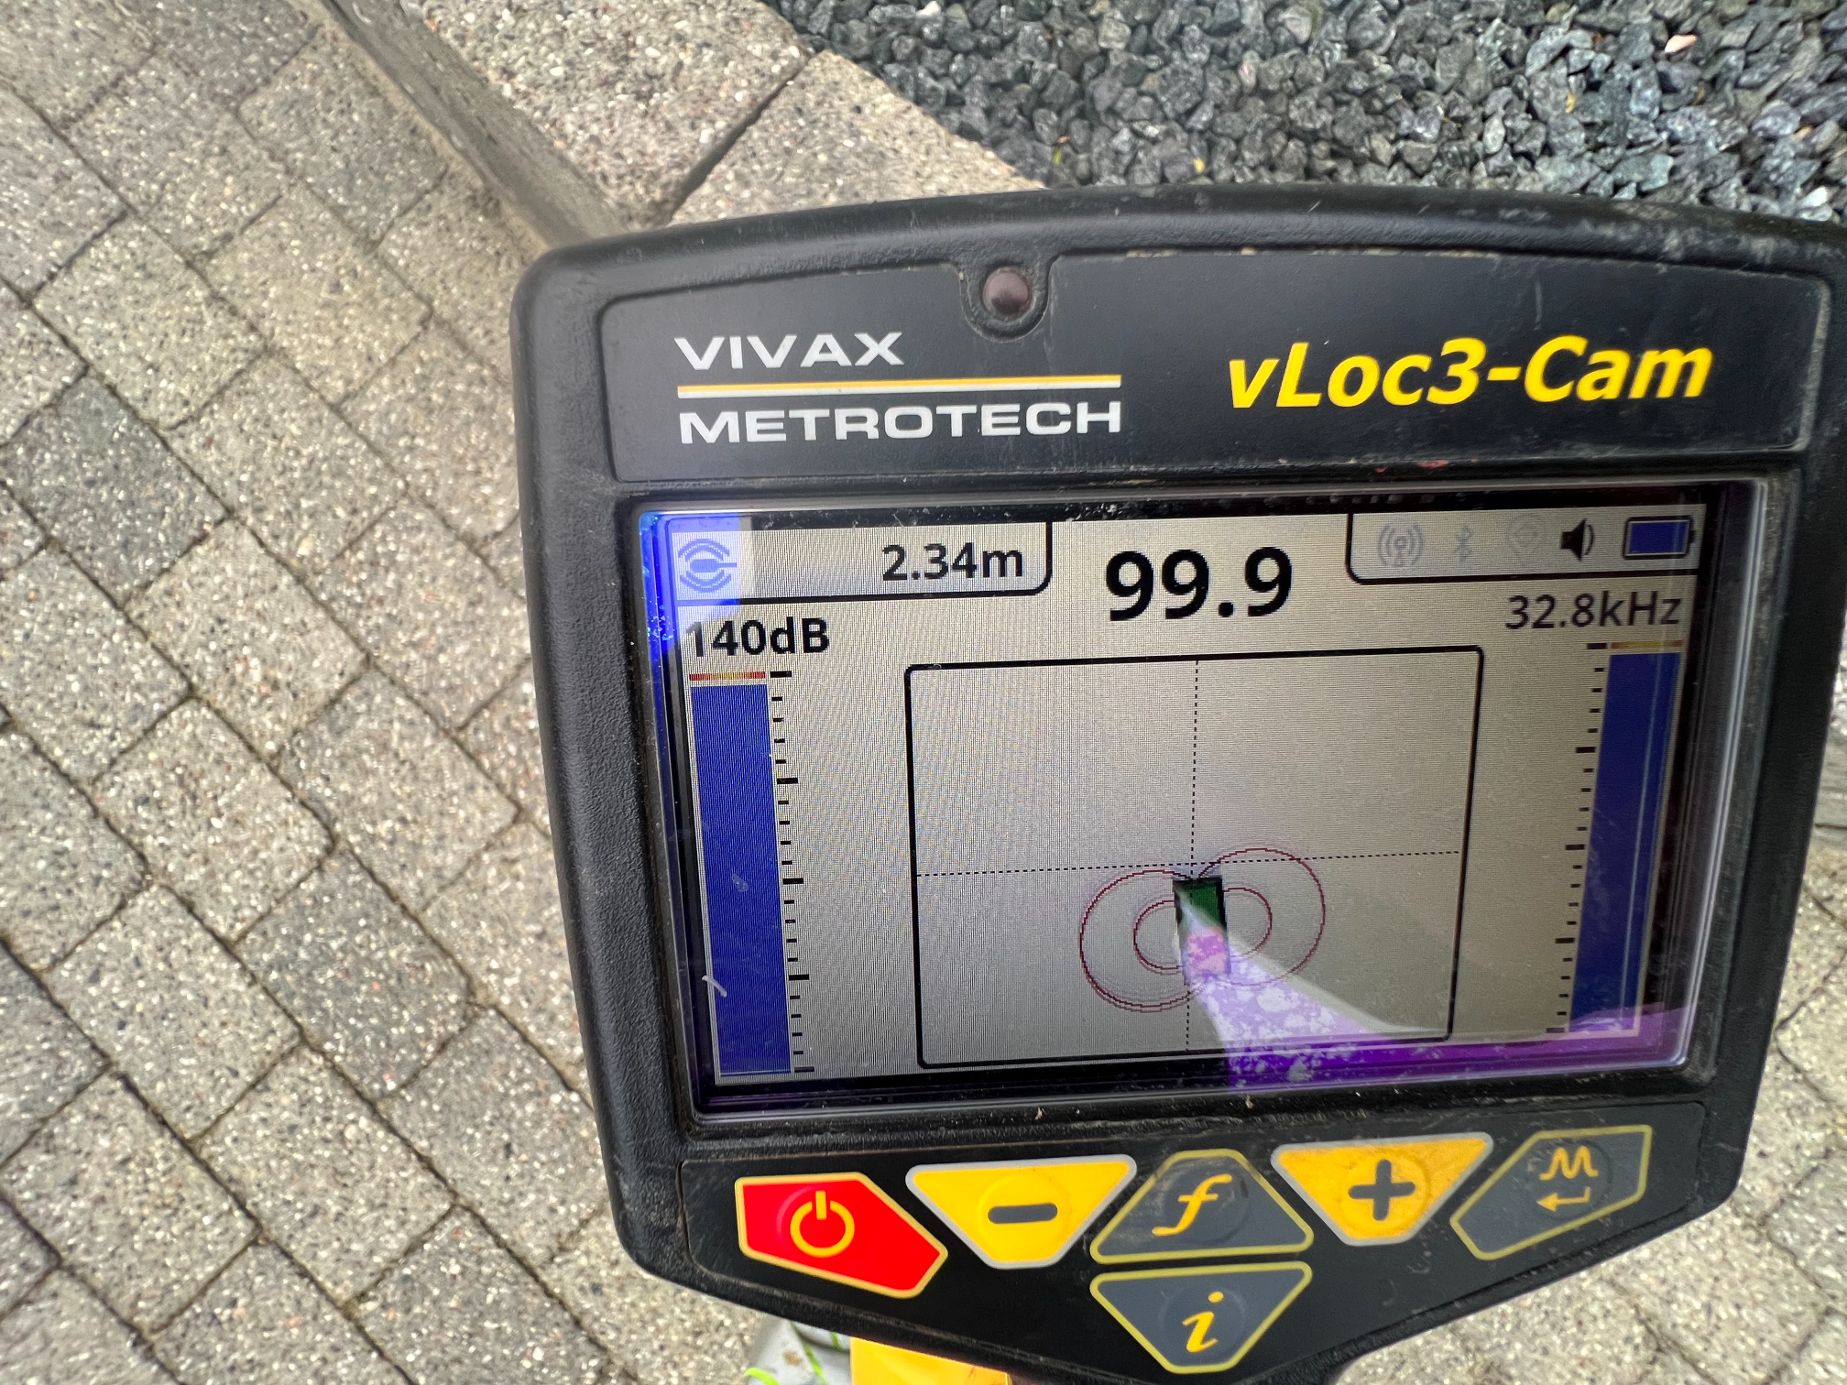 VIVAX
METROTECH
vLoc3-Cam
2.34m
99.9
140dB
32.8kHz
f
i